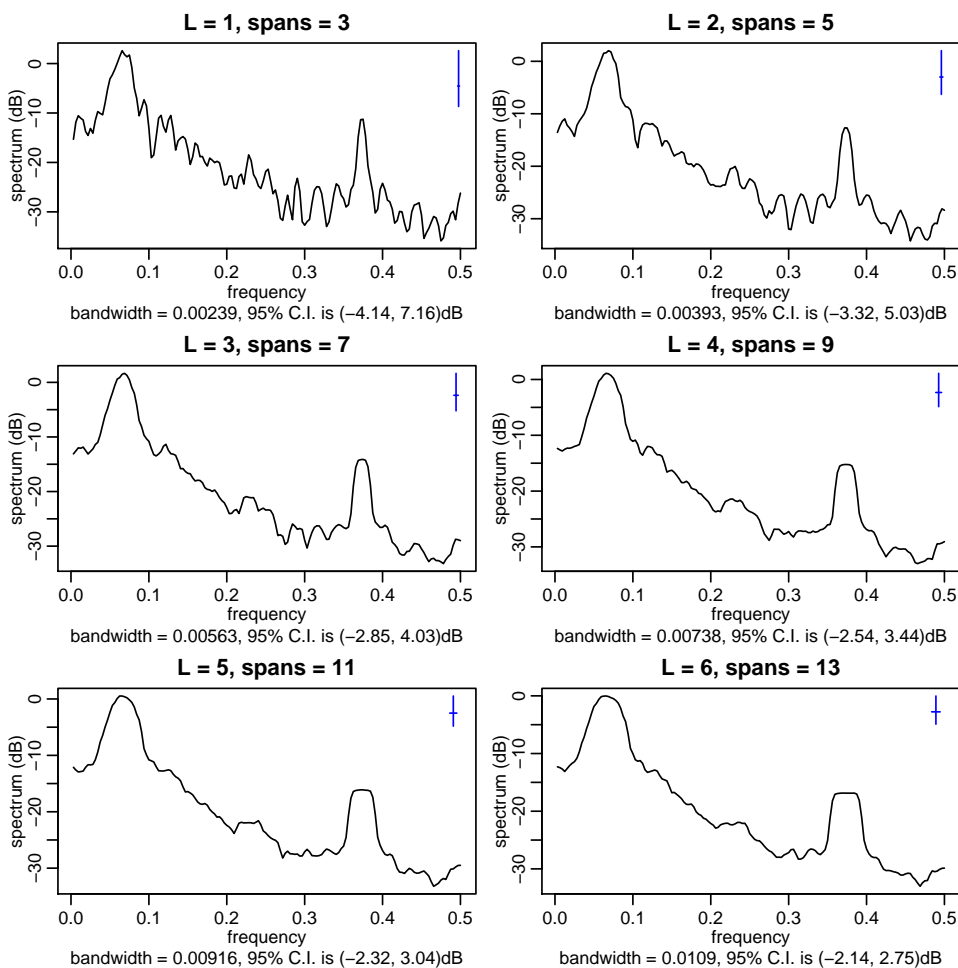 L = 1, spans = 3
spectrum (dB)
0
−10
−20
−30
0.0 0.1 0.2 0.3 0.4 0.5
frequency
bandwidth = 0.00239, 95% C.I. is (−4.14, 7.16)dB
L = 2, spans = 5
spectrum (dB)
0
−10
−20
−30
0.0 0.1 0.2 0.3 0.4 0.5
frequency
bandwidth = 0.00393, 95% C.I. is (−3.32, 5.03)dB
L = 3, spans = 7
spectrum (dB)
0
−10
−30
0.0 0.1 0.2 0.3 0.4 0.5
frequency
bandwidth = 0.00563, 95% C.I. is (−2.85, 4.03)dB
L = 4, spans = 9
spectrum (dB)
0
−10
−30
0.0 0.1 0.2 0.3 0.4 0.5
frequency
bandwidth = 0.00738, 95% C.I. is (−2.54, 3.44)dB
L = 5, spans = 11
spectrum (dB)
0
−10
−20
−30
0.0 0.1 0.2 0.3 0.4 0.5
frequency
bandwidth = 0.00916, 95% C.I. is (−2.32, 3.04)dB
L = 6, spans = 13
spectrum (dB)
0
−10
−20
−30
0.0 0.1 0.2 0.3 0.4 0.5
frequency
bandwidth = 0.0109, 95% C.I. is (−2.14, 2.75)dB